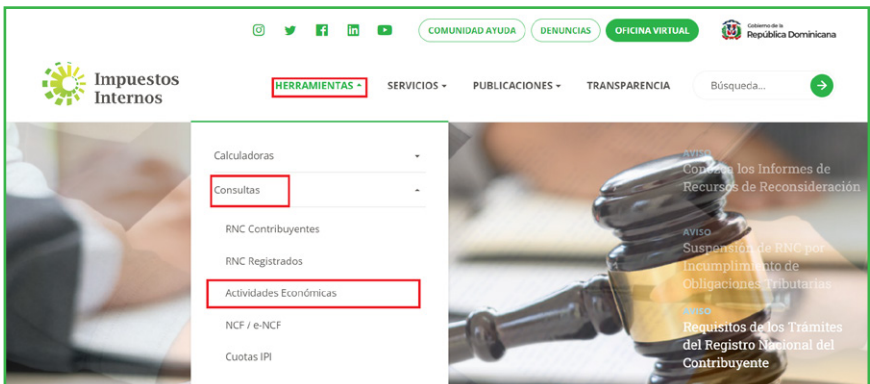 COMUNIDAD AYUDA
DENUNCIAS
OFICINA VIRTUAL
Gobierno de la
República Dominicana
Impuestos
Internos
HERRAMIENTAS
SERVICIOS
PUBLICACIONES
TRANSPARENCIA
Búsqueda...
Calculadoras
Consultas
RNC Contribuyentes
RNC Registrados
Actividades Económicas
NCF / e-NCF
Cuotas IPI
AVISO
Conozca los Informes de
Recursos de Reconsideración
AVISO
Suspensión de RNC por
Incumplimiento de
Obligaciones Tributarias
AVISO
Requisitos de los Trámites
del Registro Nacional del
Contribuyente